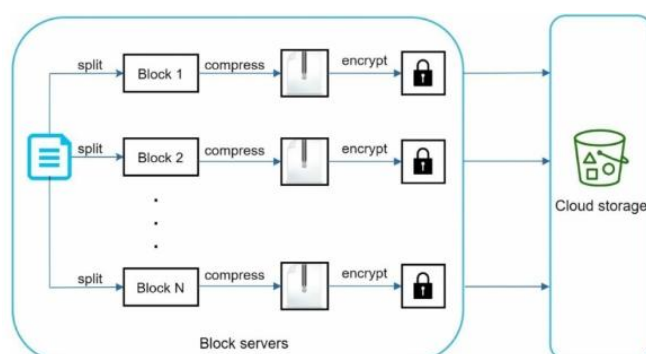 split
Block 1
compress
encrypt
split
Block 2
compress
encrypt
split
Block N
compress
encrypt
Block servers
Cloud storage